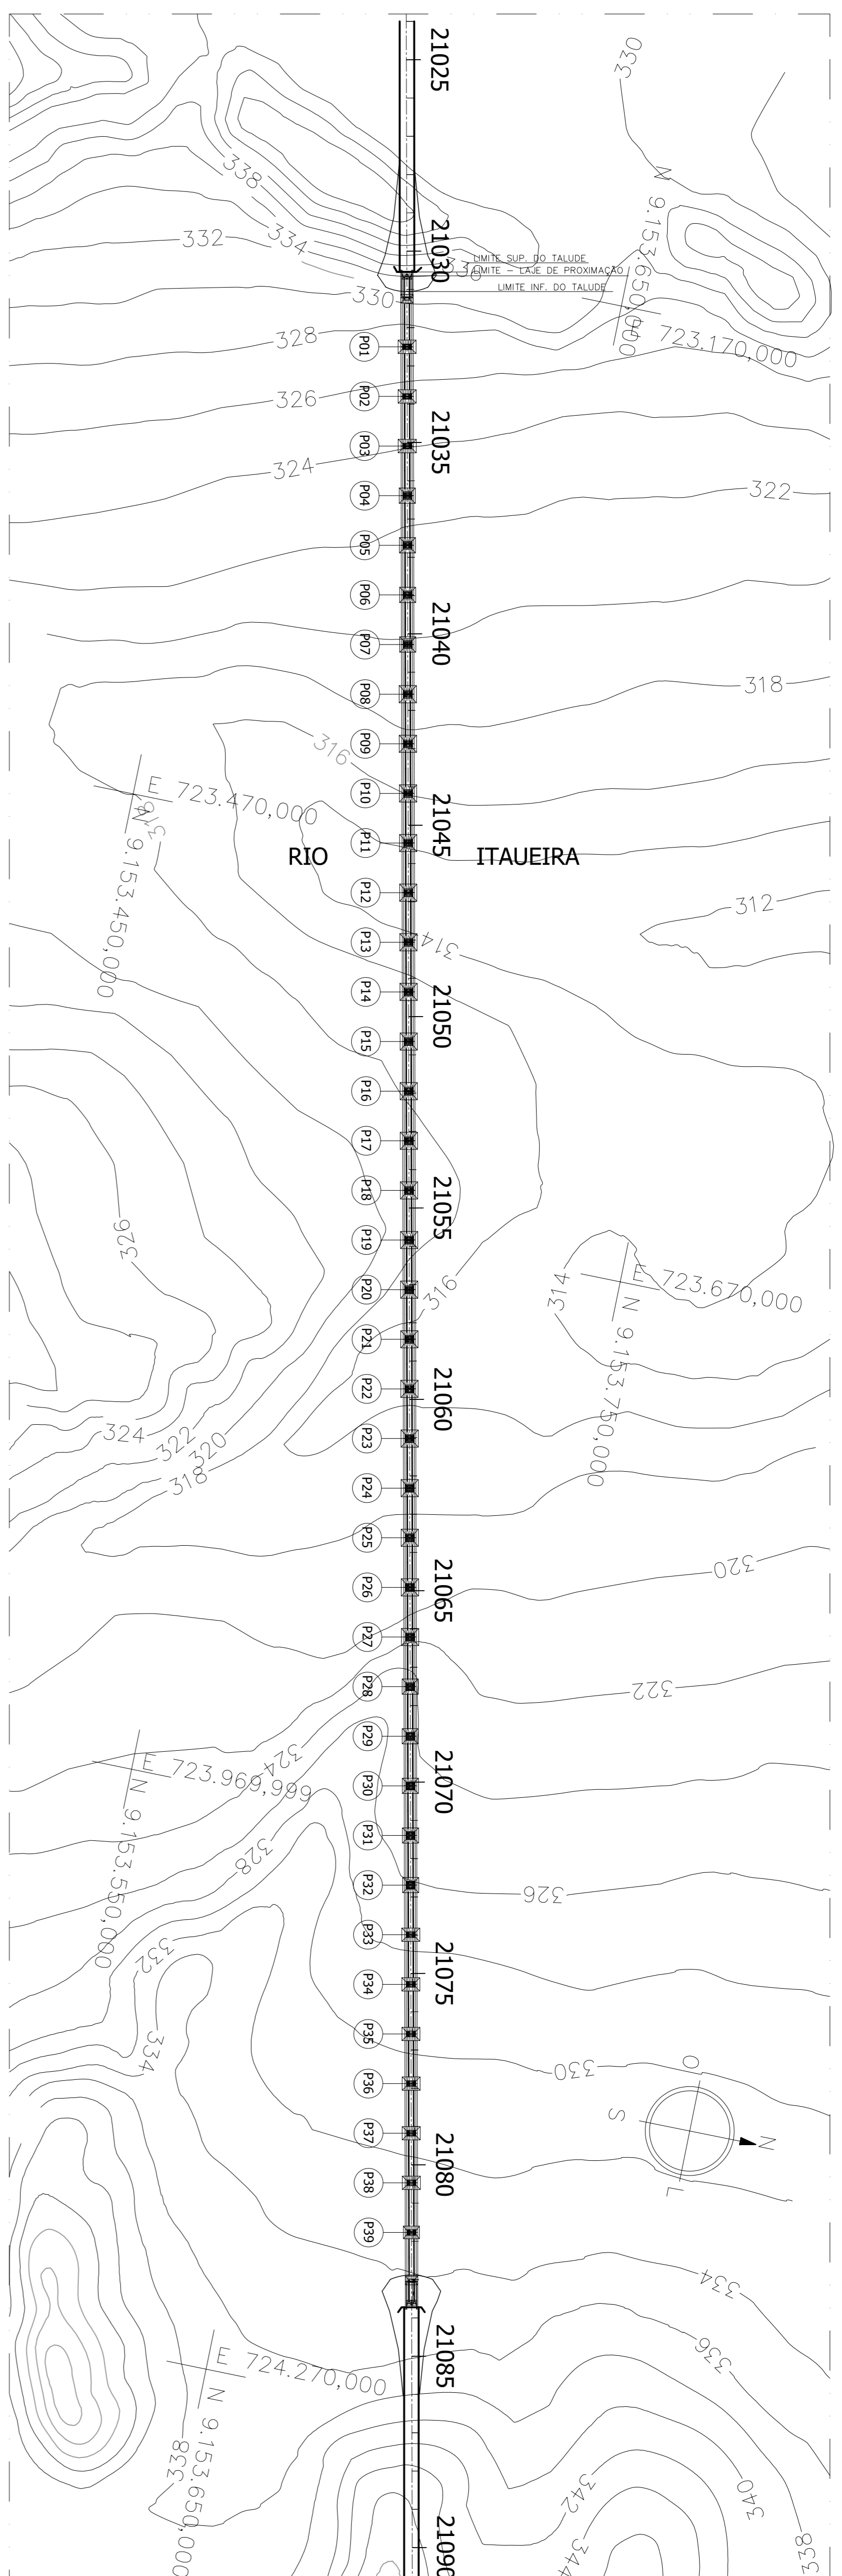 21025
330
338
334
332
N 9.153.650,000
21030
LIMITE SUP. DO TALUDE
330
LIMITE - LAJE DE PROXIMAÇÃO
LIMITE INF. DO TALUDE
330
E 723.170,000
328
P01
326
P02
21035
P03
324
322
P04
P05
P06
21040
P07
318
P08
316
P09
E 723.470,000
P10
316
N 9.153.450,000
21045
P11
RIO
ITAUEIRA
P12
312
P13
314
P14
21050
P15
P16
P17
P18
21055
326
P19
E 723.670,000
P20
316
314
N 9.153.750,000
P21
P22
21060
324
322
320
P23
318
P24
P25
320
21065
P26
P27
322
P28
324
P29
E 723.969,999
N 9.153.550,000
P30
21070
P31
328
P32
326
332
P33
334
P34
21075
P35
330
O
S
N
L
P36
P37
21080
P38
P39
334
336
E 724.270,000
21085
N 9.153.650,000
338
342
340
344
338
21090